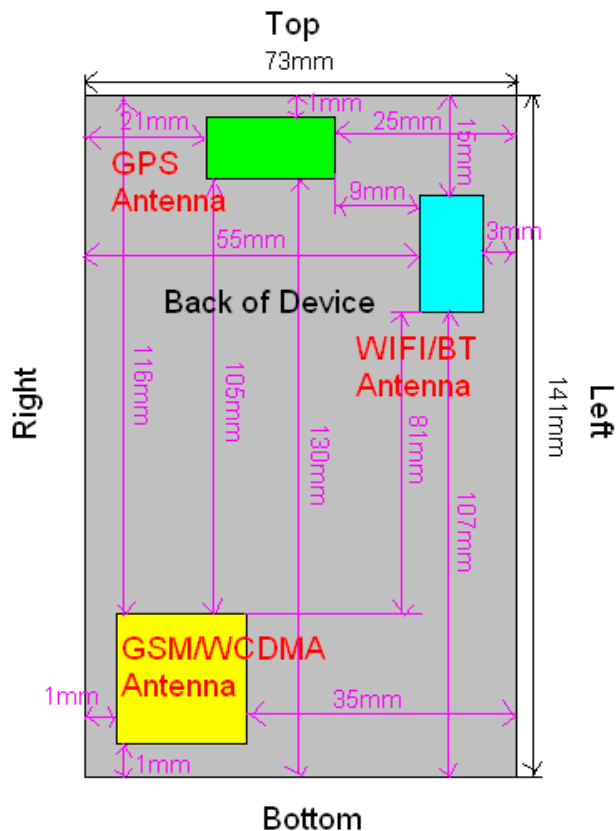 Top
73mm
1mm
21mm
25mm
15mm
GPS
Antenna
9mm
3mm
55mm
Back of Device
WIFI/BT
Antenna
Right
116mm
105mm
130mm
81mm
107mm
141mm
Left
GSM/WCDMA
Antenna
1mm
35mm
1mm
Bottom